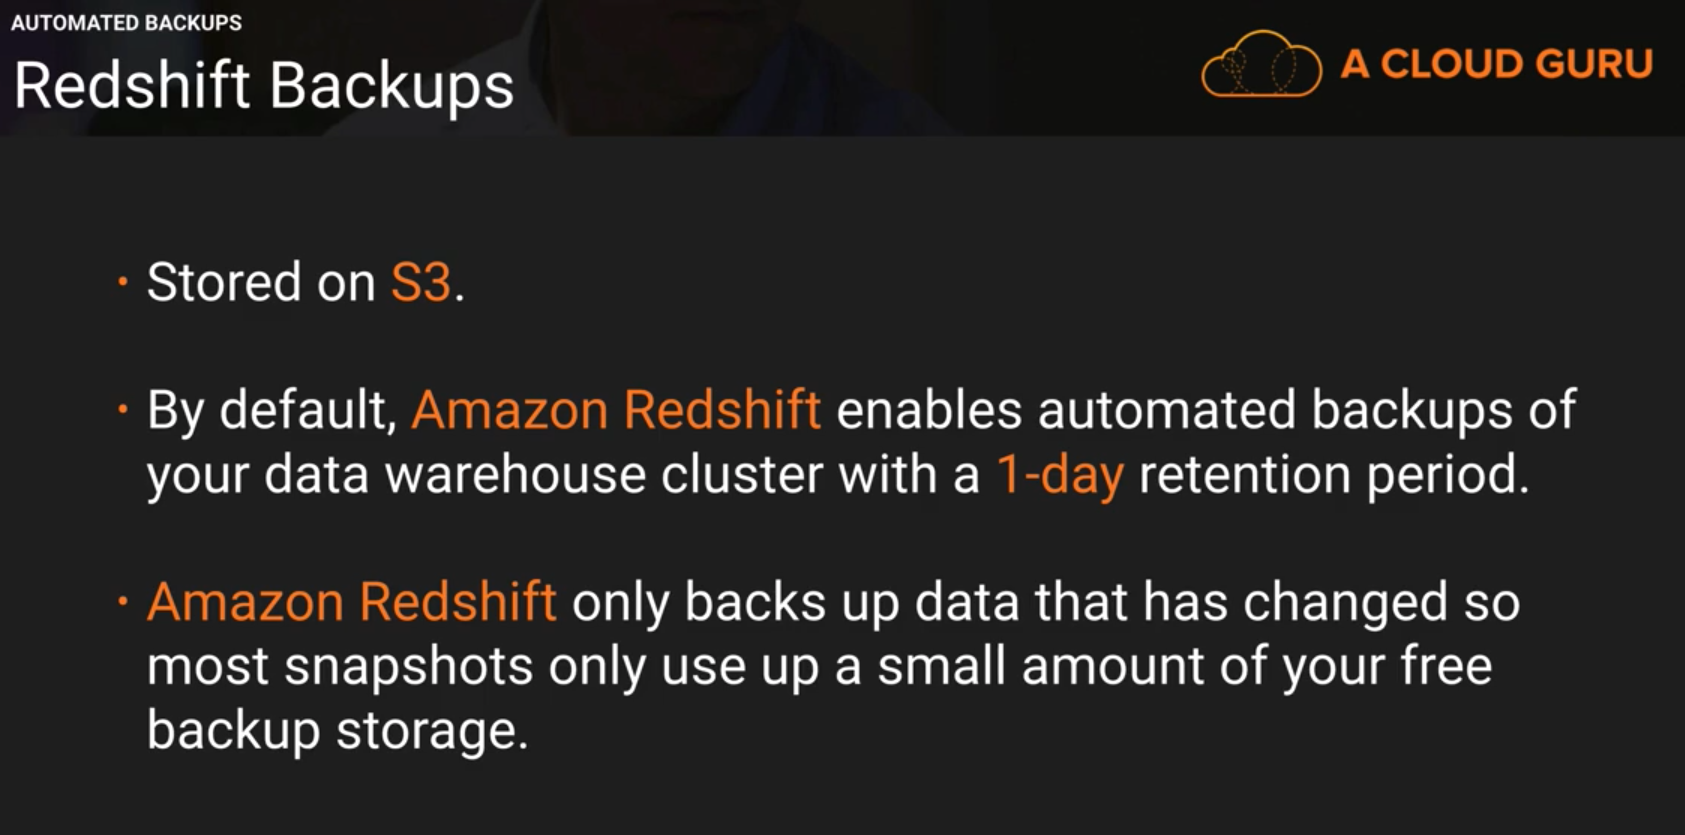 AUTOMATED BACKUPS
Redshift Backups
A CLOUD GURU
• Stored on S3.
• By default, Amazon Redshift enables automated backups of
your data warehouse cluster with a 1-day retention period.
• Amazon Redshift only backs up data that has changed so
most snapshots only use up a small amount of your free
backup storage.